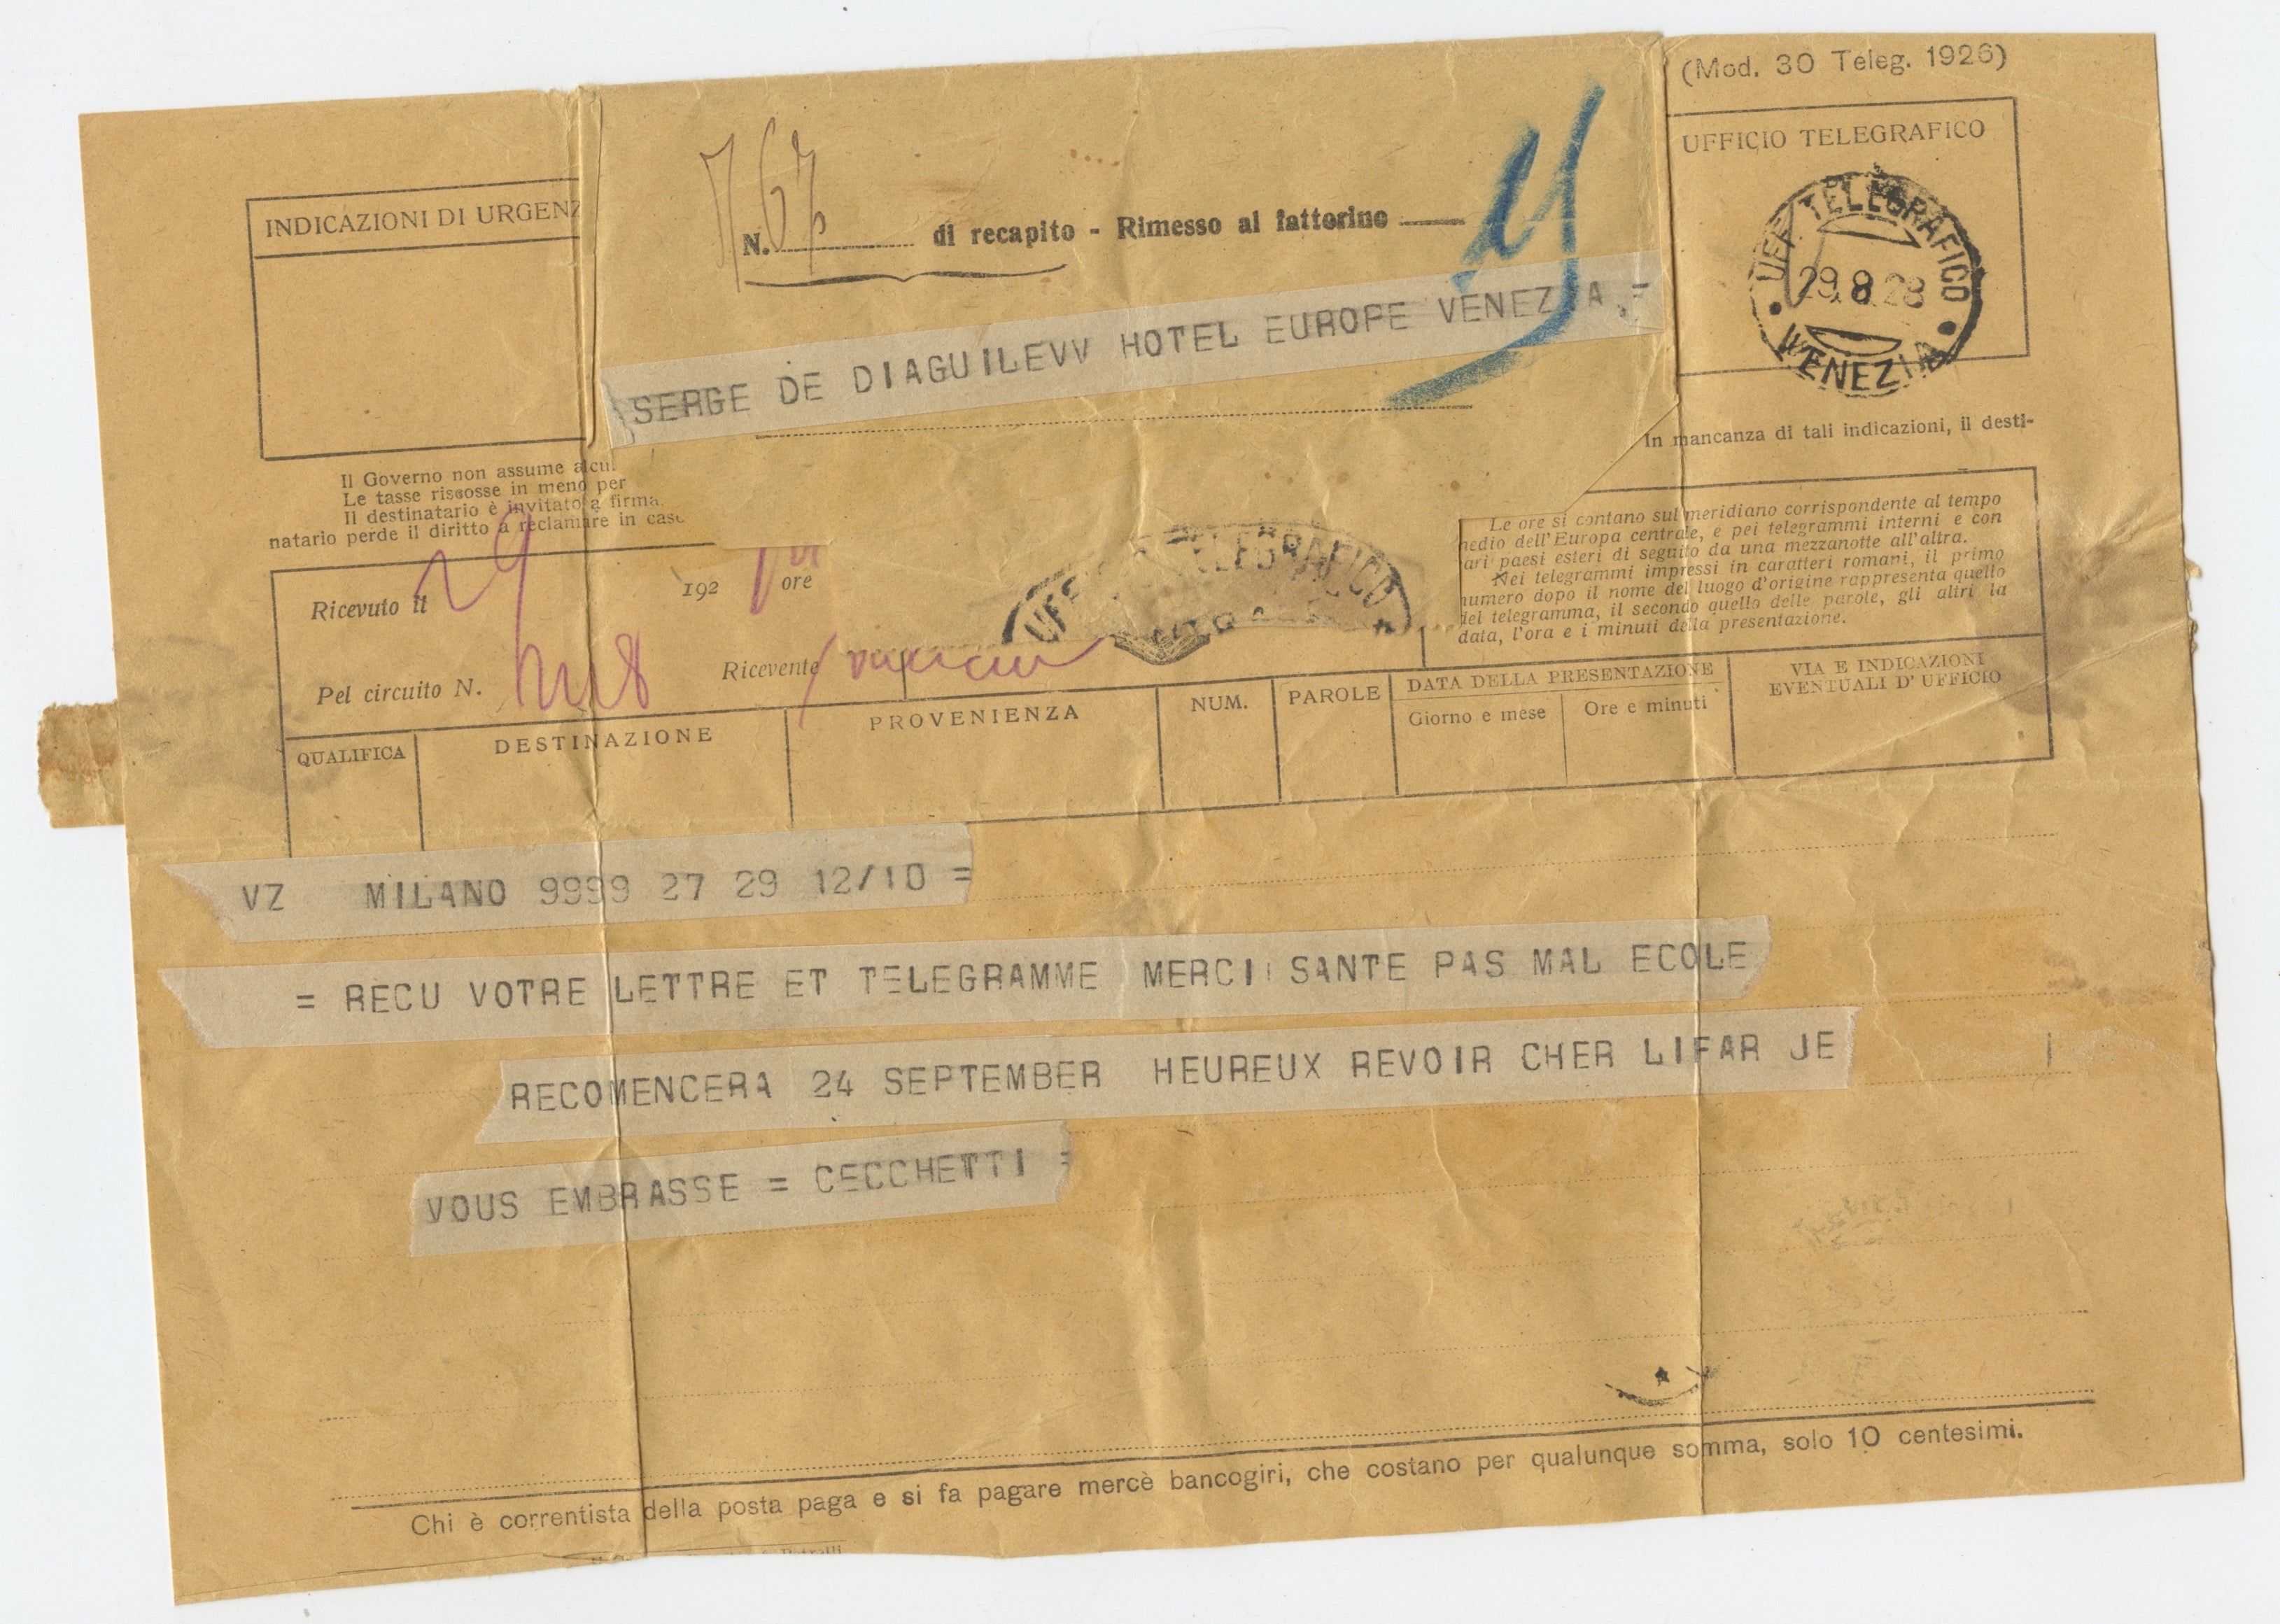 (Mod. 30 Teleg. 1926)
INDICAZIONI DI URGENZ
N. 767 di recapito - Rimesso al fattorino
UFFICIO TELEGRAFICO
UFF. TELEGRAFICO
29.8.28
VENEZIA
SERGE DE DIAGUILEVV HOTEL EUROPE VENEZIA =
In mancanza di tali indicazioni, il desti-
Il Governo non assume alcu
Le tasse riscosse in meno per
Il destinatario è invitato a firma
natario perde il diritto a reclamare in caso
Le ore si contano sul meridiano corrispondente al tempo
medio dell'Europa centrale, e pei telegrammi interni e con
ari paesi esteri di seguito da una mezzanotte all'altra.
Nei telegrammi impressi in caratteri romani, il primo
numero dopo il nome del luogo d'origine rappresenta quello
del telegramma, il secondo quello delle parole, gli altri la
data, l'ora e i minuti della presentazione.
TELEGRAFICO
Ricevuto il 29 192 ore
Pel circuito N. Ricevente
QUALIFICA DESTINAZIONE PROVENIENZA NUM. PAROLE DATA DELLA PRESENTAZIONE VIA E INDICAZIONI
Giorno e mese Ore e minuti EVENTUALI D'UFFICIO
VZ MILANO 9999 27 29 12/10 =
= RECU VOTRE LETTRE ET TELEGRAMME MERCI SANTE PAS MAL ECOLE
RECOMENCERA 24 SEPTEMBER HEUREUX REVOIR CHER LIFAR JE
VOUS EMBRASSE = CECCHETTI =
Chi è correntista della posta paga e si fa pagare mercè bancogiri, che costano per qualunque somma, solo 10 centesimi.